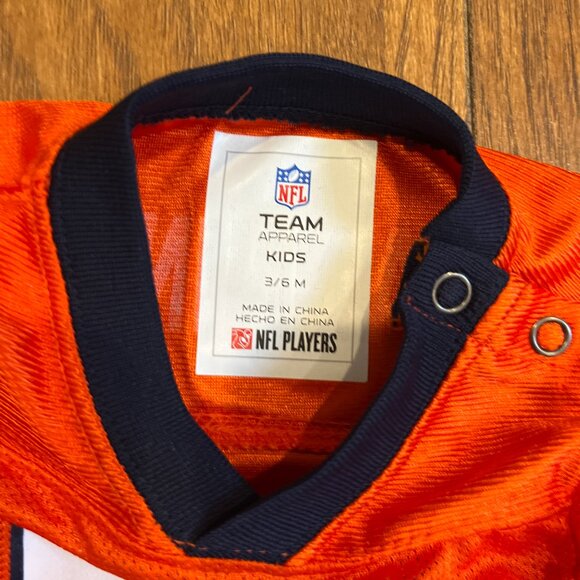 NFL
TEAM
APPAREL
KIDS
3/6 M
MADE IN CHINA
HECHO EN CHINA
NFL PLAYERS